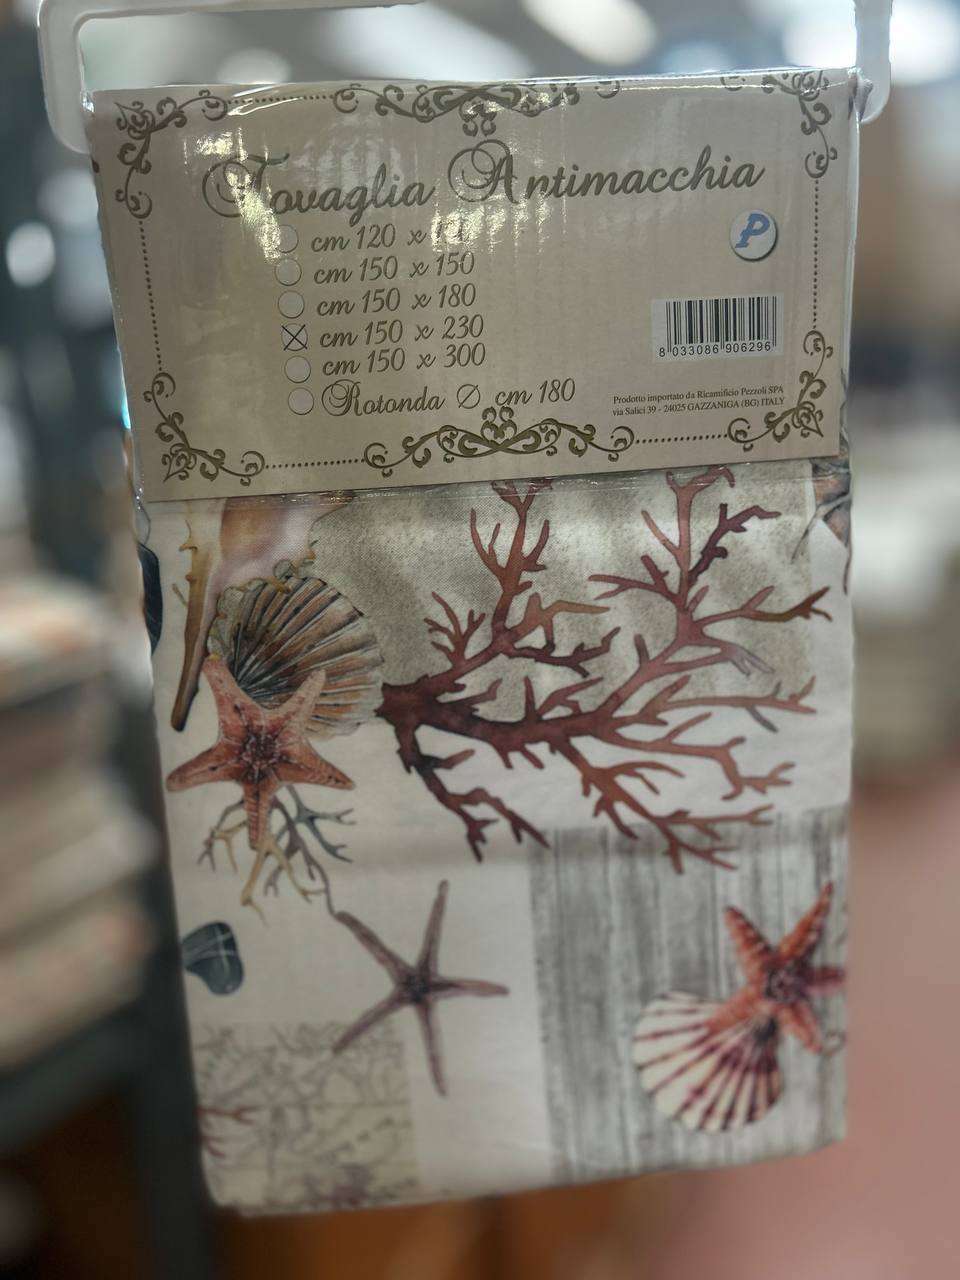 Tovaglia Antimacchia
cm 120 x
cm 150 x 150
cm 150 x 180
cm 150 x 230
cm 150 x 300
Rotonda Ø cm 180
P
8 033086 906296
Prodotto importato da Ricamificio Pezzoli SPA
via Salici 39 - 24025 GAZZANIGA (BG) ITALY